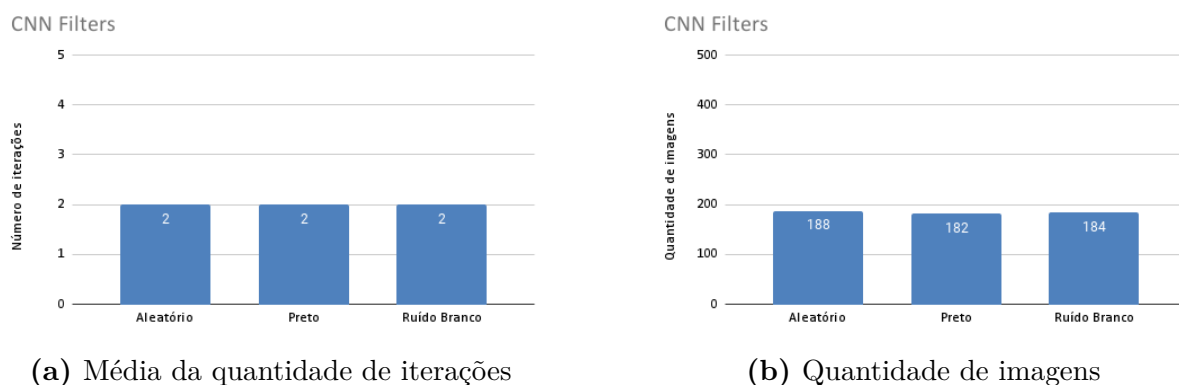 CNN Filters
5
4
3
2
1
0
Número de iterações
2
2
2
Aleatório
Preto
Ruído Branco
(a) Média da quantidade de iterações
CNN Filters
500
400
300
200
100
0
Quantidade de imagens
188
182
184
Aleatório
Preto
Ruído Branco
(b) Quantidade de imagens